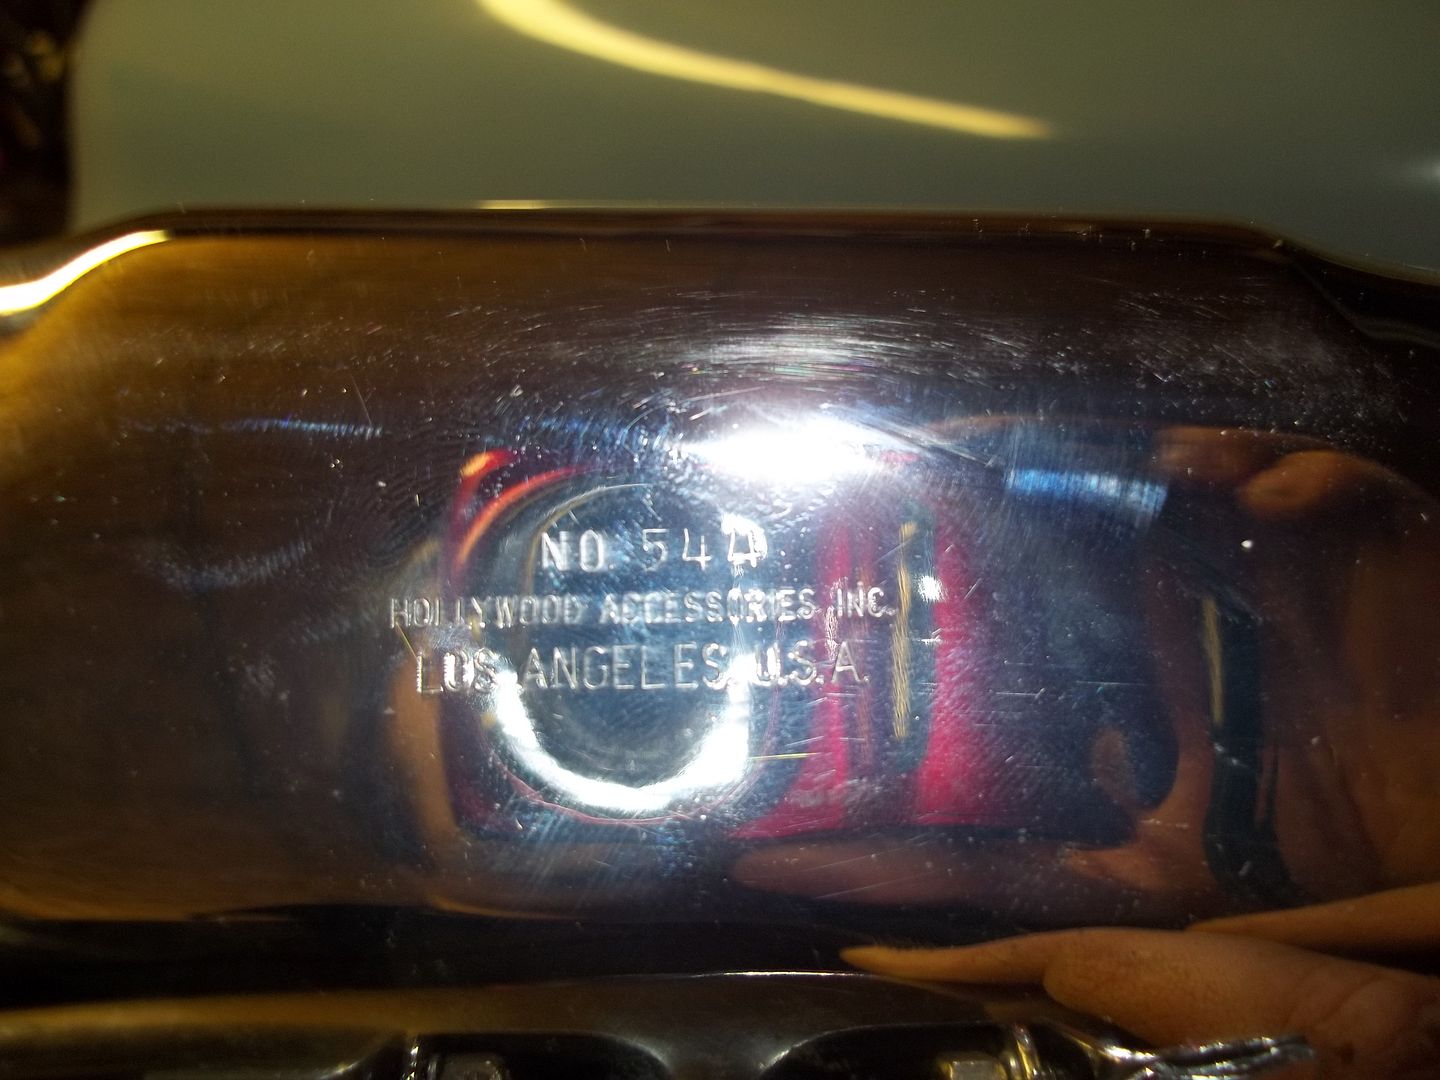 NO. 544
HOLLYWOOD ACCESSORIES, INC.
LOS ANGELES, U.S.A.